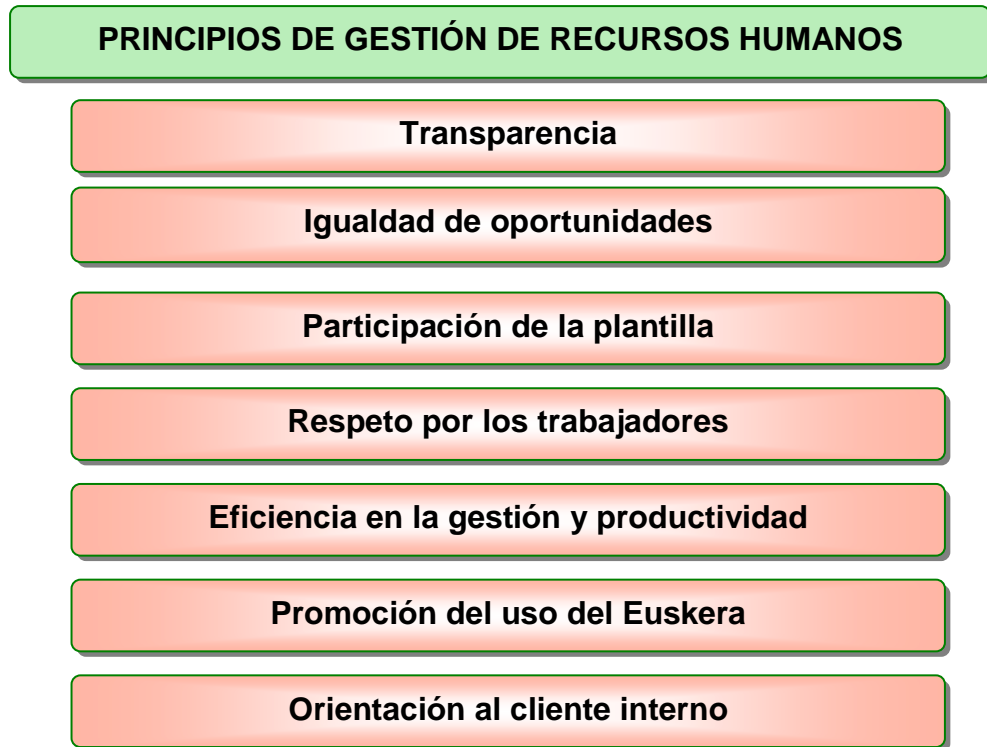 PRINCIPIOS DE GESTIÓN DE RECURSOS HUMANOS
Transparencia
Igualdad de oportunidades
Participación de la plantilla
Respeto por los trabajadores
Eficiencia en la gestión y productividad
Promoción del uso del Euskera
Orientación al cliente interno